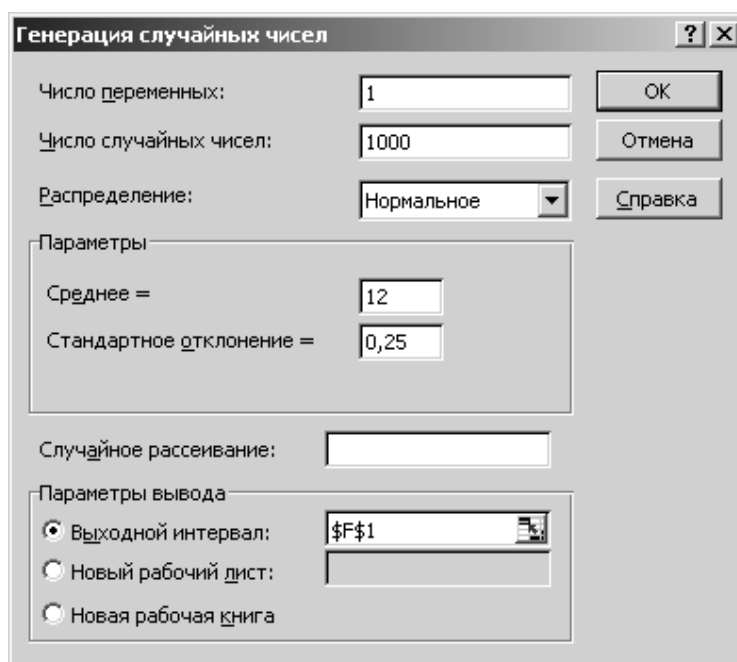 Генерация случайных чисел
Число переменных: 1 OK
Число случайных чисел: 1000 Отмена
Распределение: Нормальное Справка
Параметры
Среднее = 12
Стандартное отклонение = 0,25
Случайное рассеивание:
Параметры вывода
Выходной интервал: $F$1
Новый рабочий лист:
Новая рабочая книга